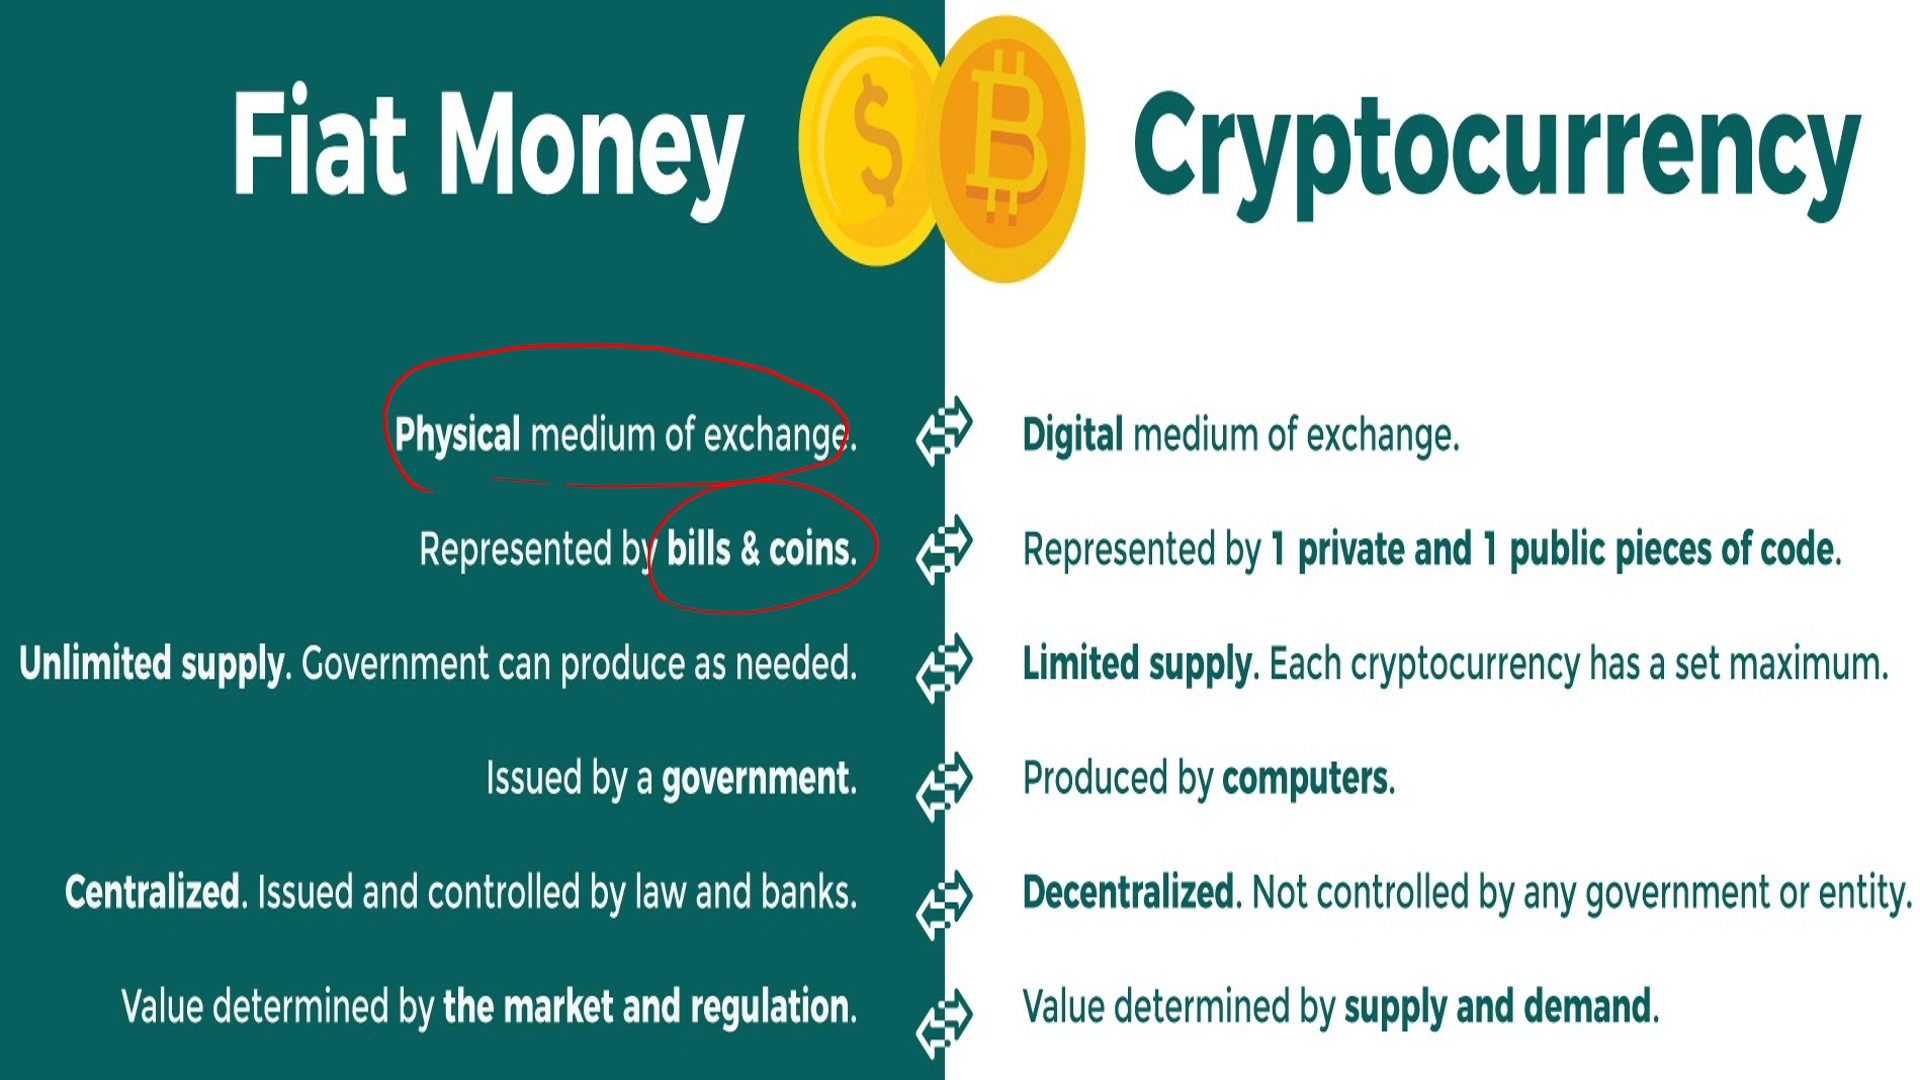 Fiat Money
Cryptocurrency
Physical medium of exchange.
Digital medium of exchange.
Represented by bills & coins.
Represented by 1 private and 1 public pieces of code.
Unlimited supply. Government can produce as needed.
Limited supply. Each cryptocurrency has a set maximum.
Issued by a government.
Produced by computers.
Centralized. Issued and controlled by law and banks.
Decentralized. Not controlled by any government or entity.
Value determined by the market and regulation.
Value determined by supply and demand.